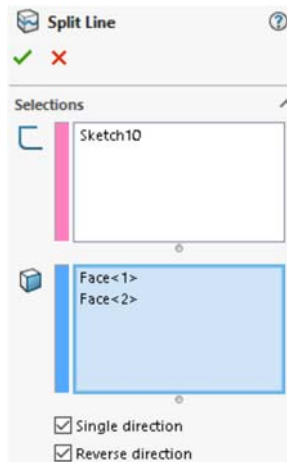 Split Line
Selections
Sketch10
Face<1>
Face<2>
Single direction
Reverse direction